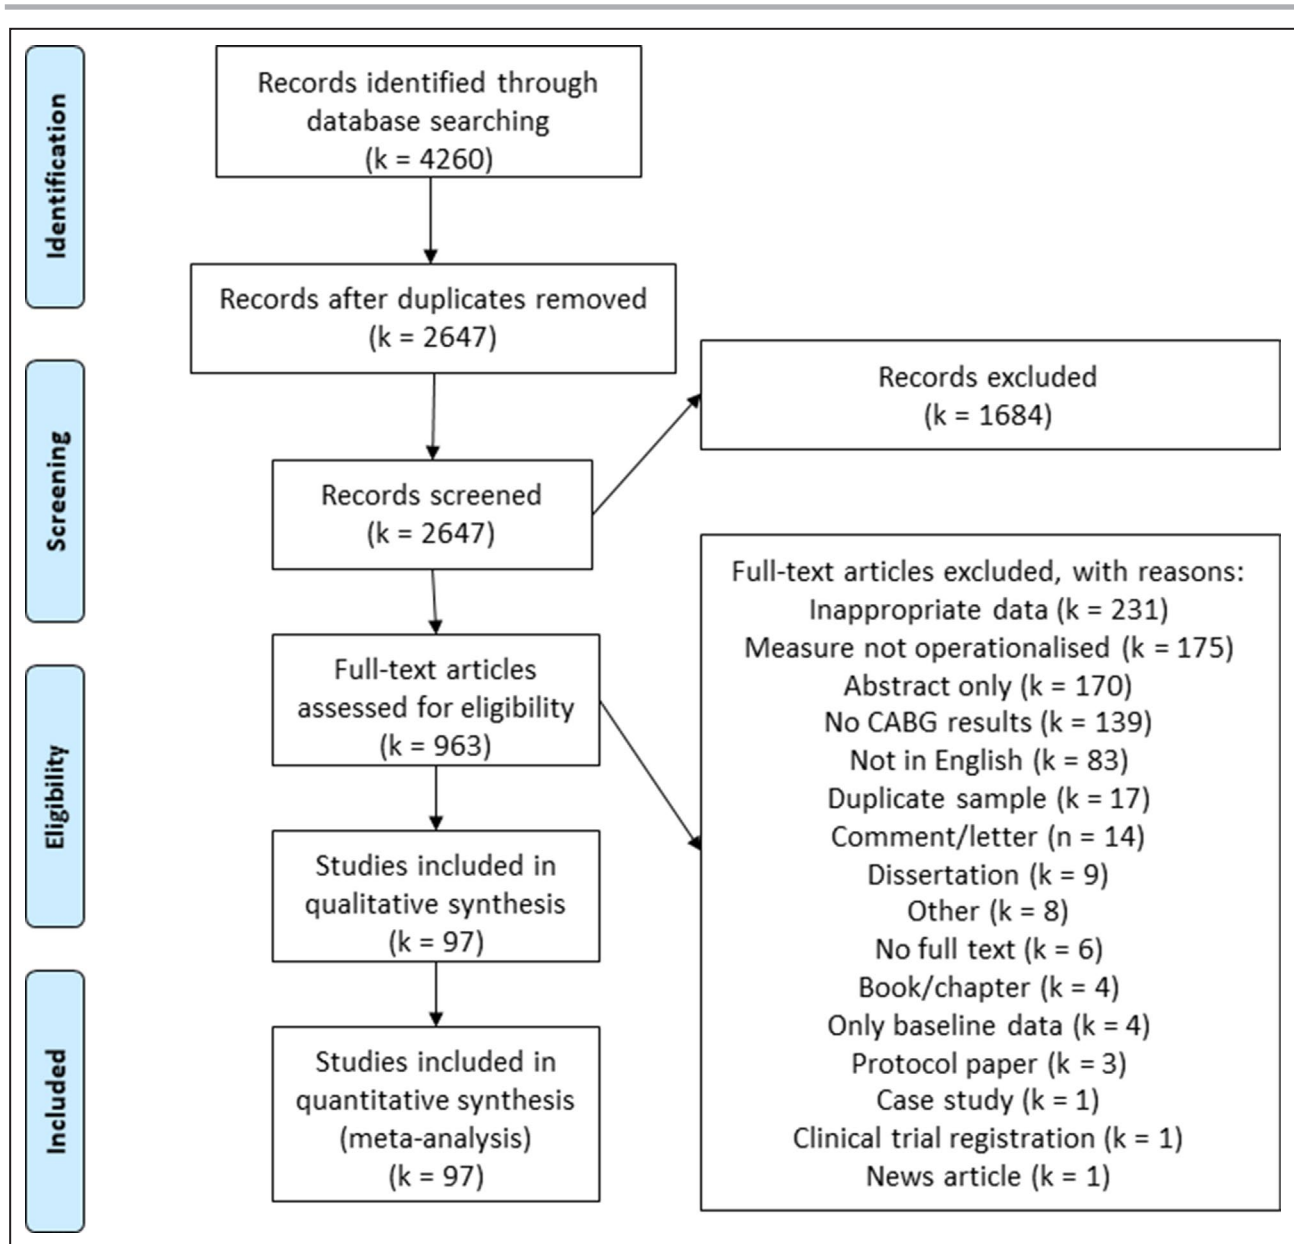 Identification
Records identified through
database searching
(k = 4260)
Records after duplicates removed
(k = 2647)
Screening
Records excluded
(k = 1684)
Records screened
(k = 2647)
Full-text articles excluded, with reasons:
Inappropriate data (k = 231)
Measure not operationalised (k = 175)
Abstract only (k = 170)
No CABG results (k = 139)
Not in English (k = 83)
Duplicate sample (k = 17)
Comment/letter (n = 14)
Dissertation (k = 9)
Other (k = 8)
No full text (k = 6)
Book/chapter (k = 4)
Only baseline data (k = 4)
Protocol paper (k = 3)
Case study (k = 1)
Clinical trial registration (k = 1)
News article (k = 1)
Eligibility
Full-text articles
assessed for eligibility
(k = 963)
Studies included in
qualitative synthesis
(k = 97)
Included
Studies included in
quantitative synthesis
(meta-analysis)
(k = 97)